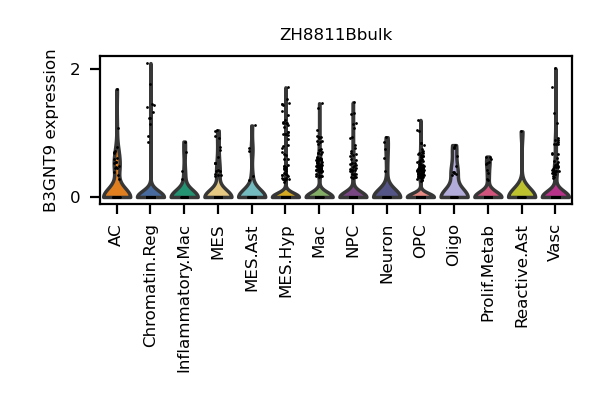 ZH8811Bbulk
B3GNT9 expression
2
0
AC
Chromatin.Reg
Inflammatory.Mac
MES
MES.Ast
MES.Hyp
Mac
NPC
Neuron
OPC
Oligo
Prolif.Metab
Reactive.Ast
Vasc